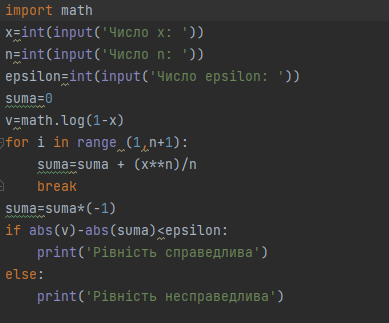 import math
x=int(input('Число x: '))
n=int(input('Число n: '))
epsilon=int(input('Число epsilon: '))
suma=0
v=math.log(1-x)
for i in range (1,n+1):
    suma=suma + (x**n)/n
    break
suma=suma*(-1)
if abs(v)-abs(suma)<epsilon:
    print('Рівність справедлива')
else:
    print('Рівність несправедлива')